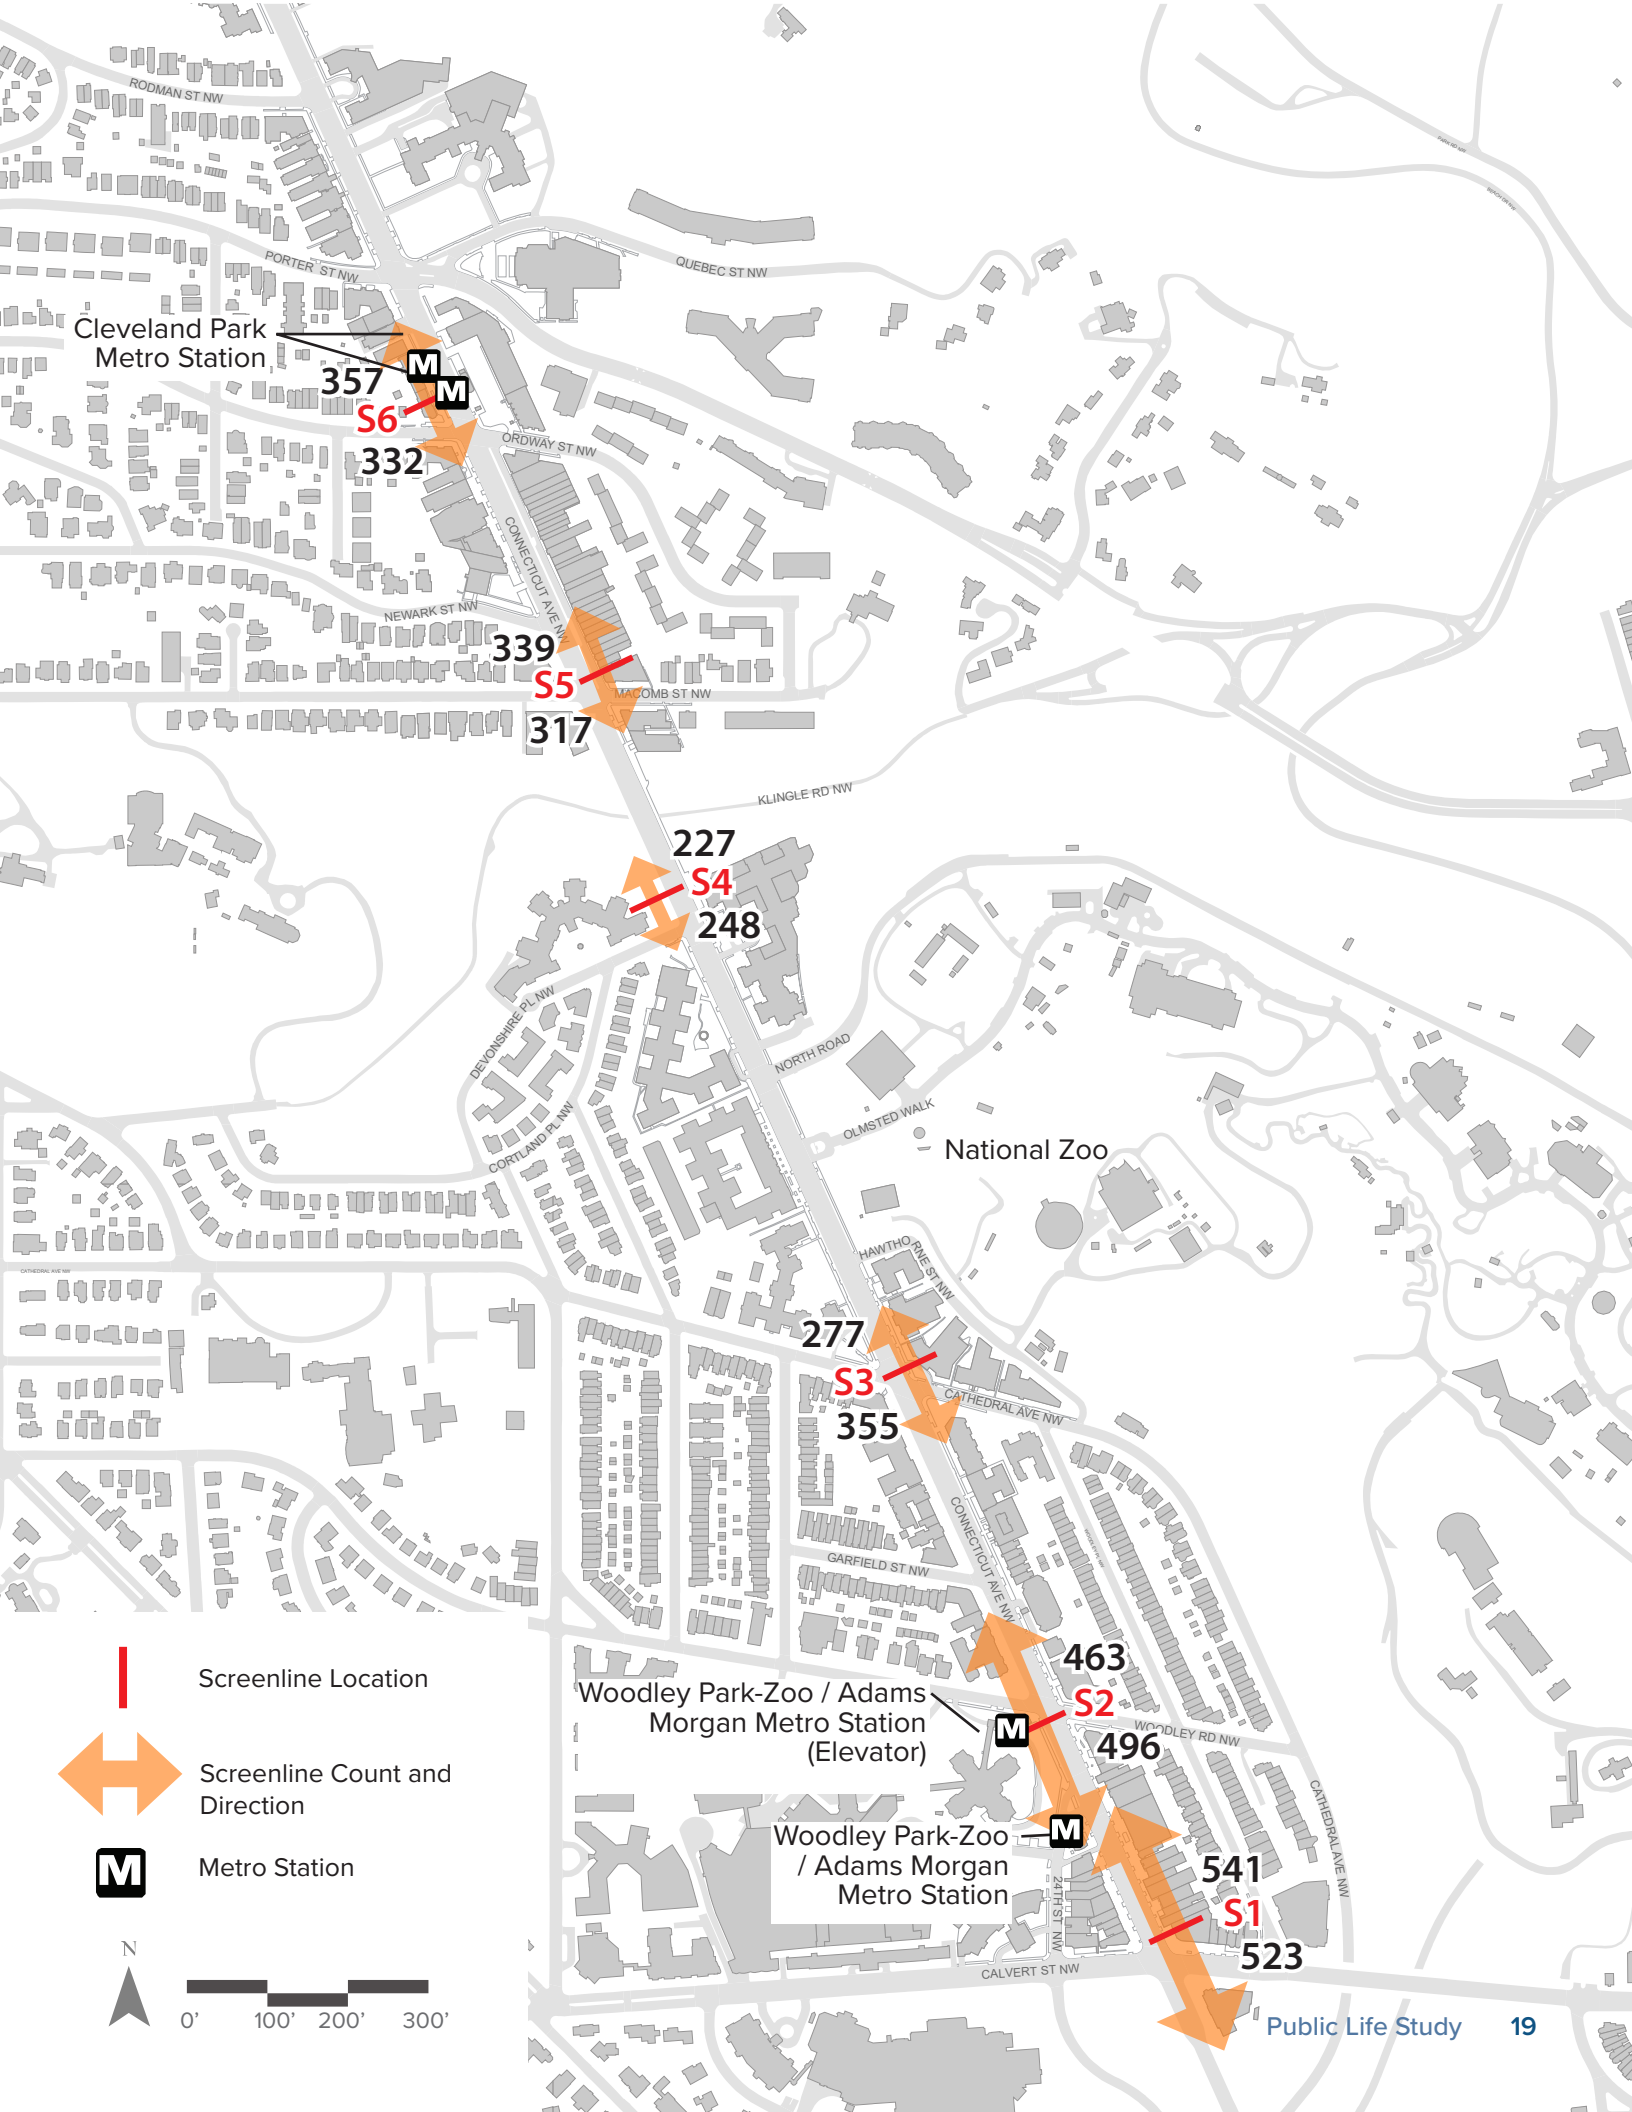 RODMAN ST NW
PORTER ST NW
QUEBEC ST NW
Cleveland Park
Metro Station
M
M
357
S6
332
ORDWAY ST NW
CONNECTICUT AVE NW
NEWARK ST NW
339
S5
MACOMB ST NW
317
KLINGLE RD NW
227
S4
248
DEVONSHIRE PL NW
NORTH ROAD
OLMSTED WALK
CORTLAND PL NW
National Zoo
HAWTHORNE ST NW
CATHEDRAL AVE NW
277
S3
CATHEDRAL AVE NW
355
CONNECTICUT AVE NW
GARFIELD ST NW
463
S2
496
WOODLEY RD NW
Woodley Park-Zoo / Adams
Morgan Metro Station
(Elevator)
M
M
Woodley Park-Zoo
/ Adams Morgan
Metro Station
CATHEDRAL AVE NW
24TH ST NW
541
S1
523
CALVERT ST NW
Screenline Location
Screenline Count and
Direction
M
Metro Station
N
0'
100'
200'
300'
Public Life Study
19